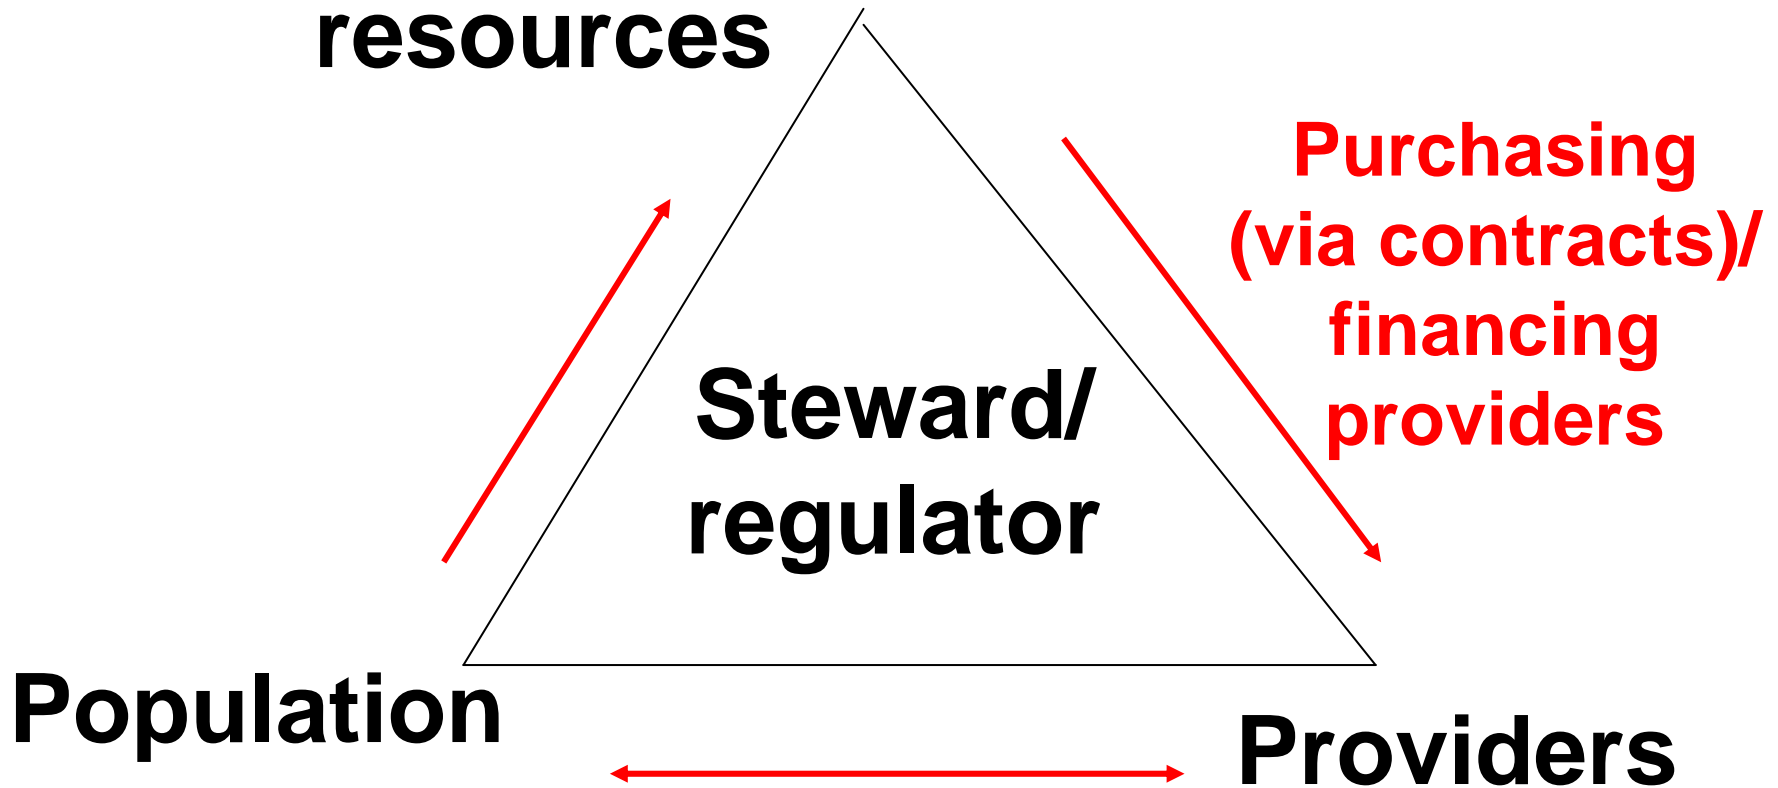 resources
Purchasing
(via contracts)/
financing
providers
Steward/
regulator
Population
Providers